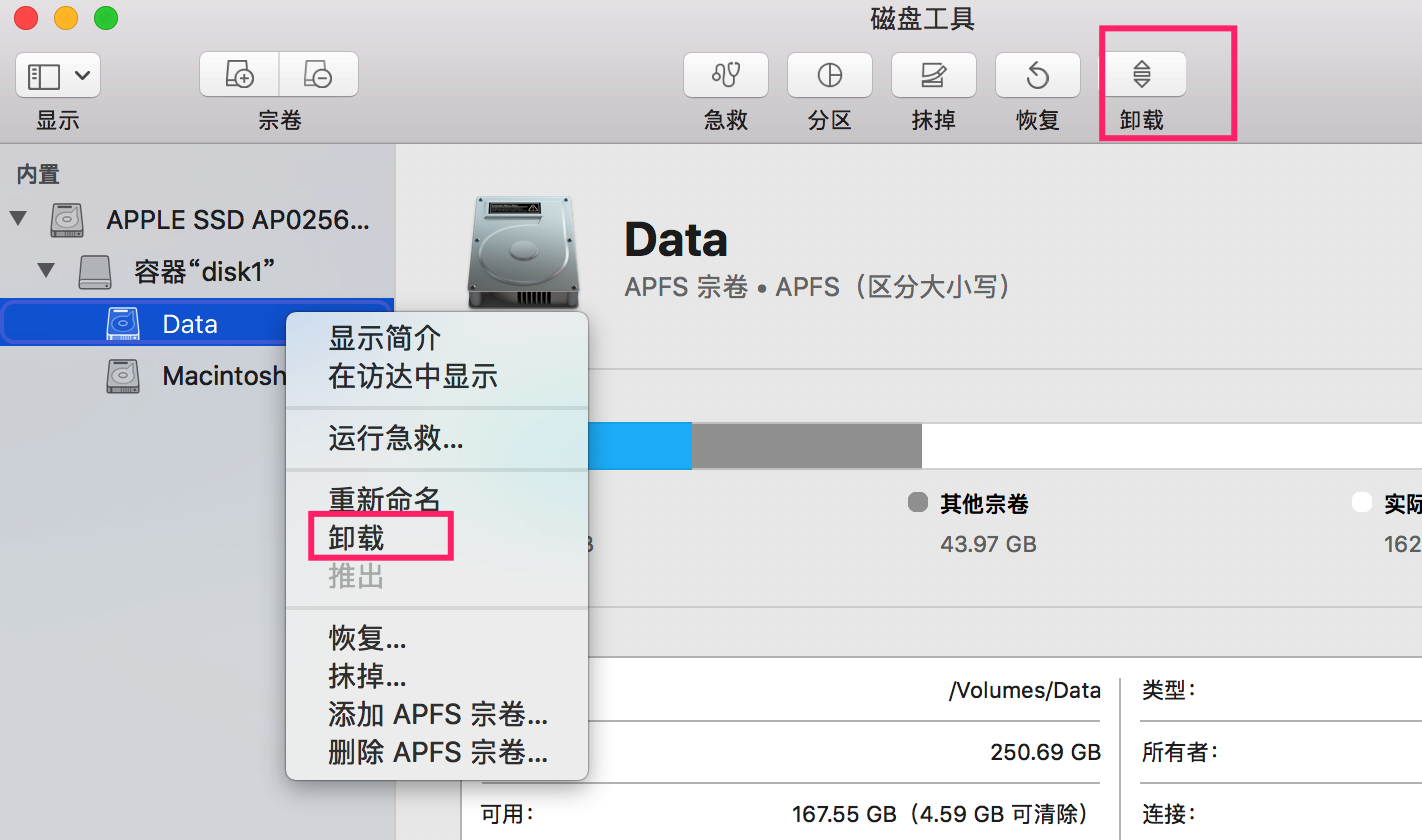 磁盘工具
显示
宗卷
急救
分区
抹掉
恢复
卸载
内置
APPLE SSD AP0256...
容器“disk1”
Data
Macintosh
Data
APFS 宗卷 • APFS（区分大小写）
显示简介
在访达中显示
运行急救...
重新命名
卸载
推出
恢复...
抹掉...
添加 APFS 宗卷...
删除 APFS 宗卷...
其他宗卷
43.97 GB
实际
162
/Volumes/Data
类型：
250.69 GB
所有者：
可用：
167.55 GB（4.59 GB 可清除）
连接：